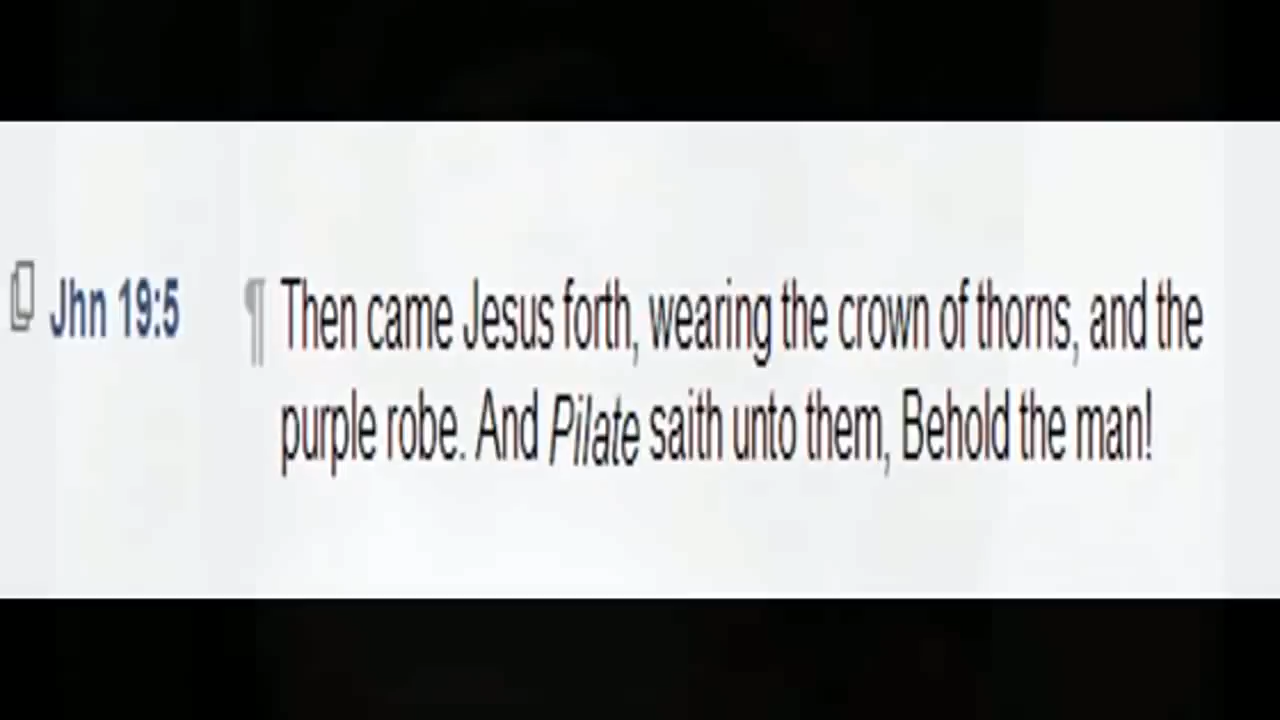 Jhn 19:5 ¶ Then came Jesus forth, wearing the crown of thorns, and the
purple robe. And Pilate saith unto them, Behold the man!